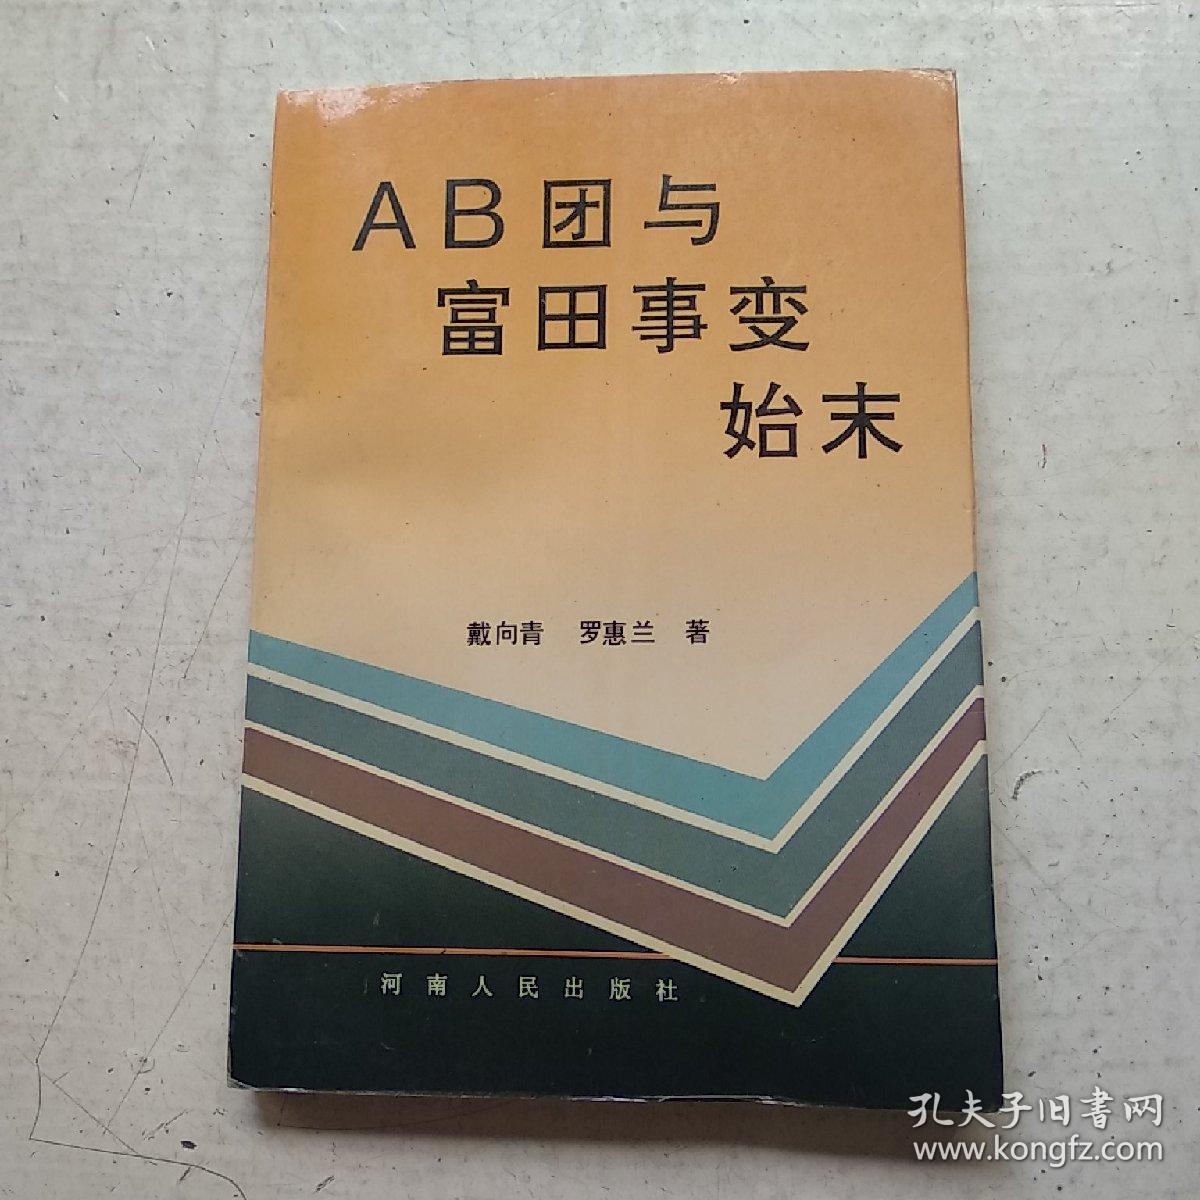 AB团与
富田事变
始末
戴向青 罗惠兰 著
河南人民出版社
孔夫子旧书网
www.kongfz.com